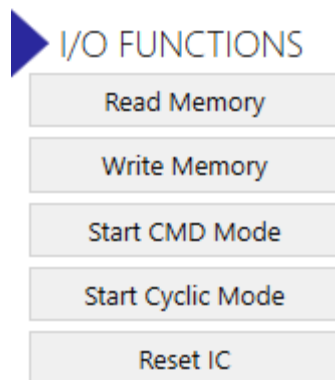 I/O FUNCTIONS
Read Memory
Write Memory
Start CMD Mode
Start Cyclic Mode
Reset IC